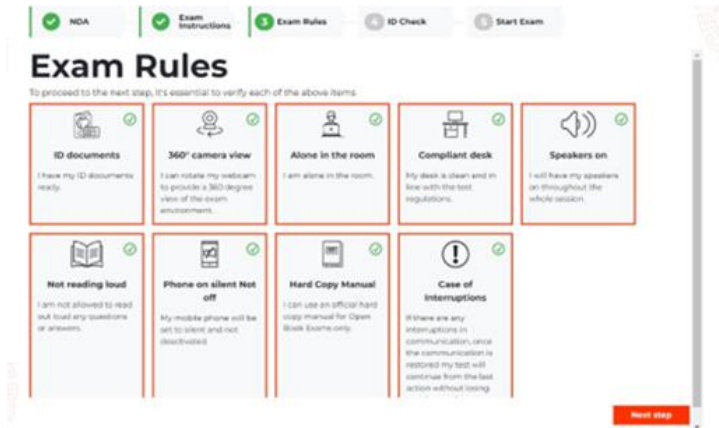 NDA
Exam
Instructions
3 Exam Rules
4 ID Check
5 Start Exam
Exam Rules
To proceed to the next step, it's essential to verify each of the above items
ID documents
I have my ID documents
ready.
360° camera view
I can rotate my webcam
to provide a 360 degree
view of the exam
environment.
Alone in the room
I am alone in the room.
Compliant desk
My desk is clean and in
line with the test
regulations.
Speakers on
I will have my speakers
on throughout the
whole session.
Not reading loud
I am not allowed to read
out loud any questions
or answers.
Phone on silent Not
off
My mobile phone will be
set to silent and not
deactivated.
Hard Copy Manual
I can use an official hard
copy manual for Open
Book Exams only.
Case of
Interruptions
If there are any
interruptions in
communication, once
the communication is
restored my test will
continue from the last
action without losing
Next step